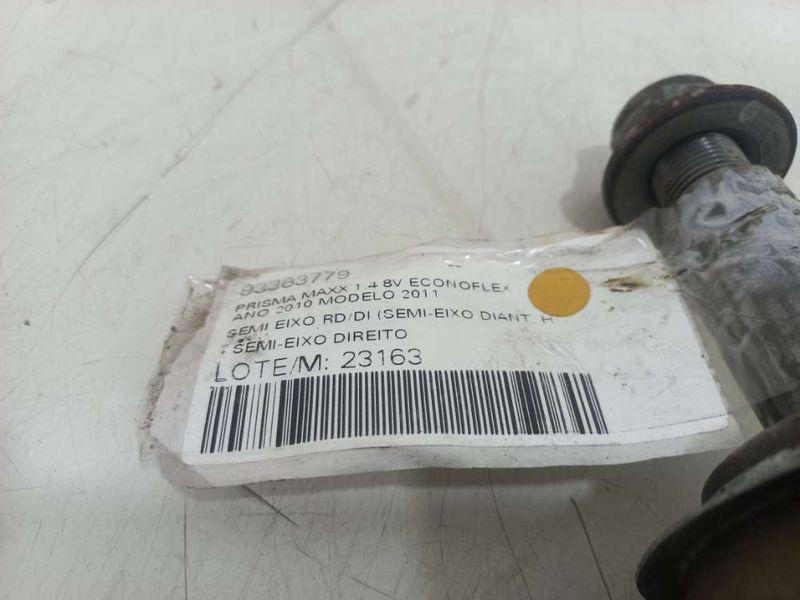 93363779
PRISMA MAXX 1.4 8V ECONOFLEX
ANO 2010 MODELO 2011
SEMI EIXO RD/DI (SEMI-EIXO DIANT. H
- SEMI-EIXO DIREITO
LOTE/M: 23163